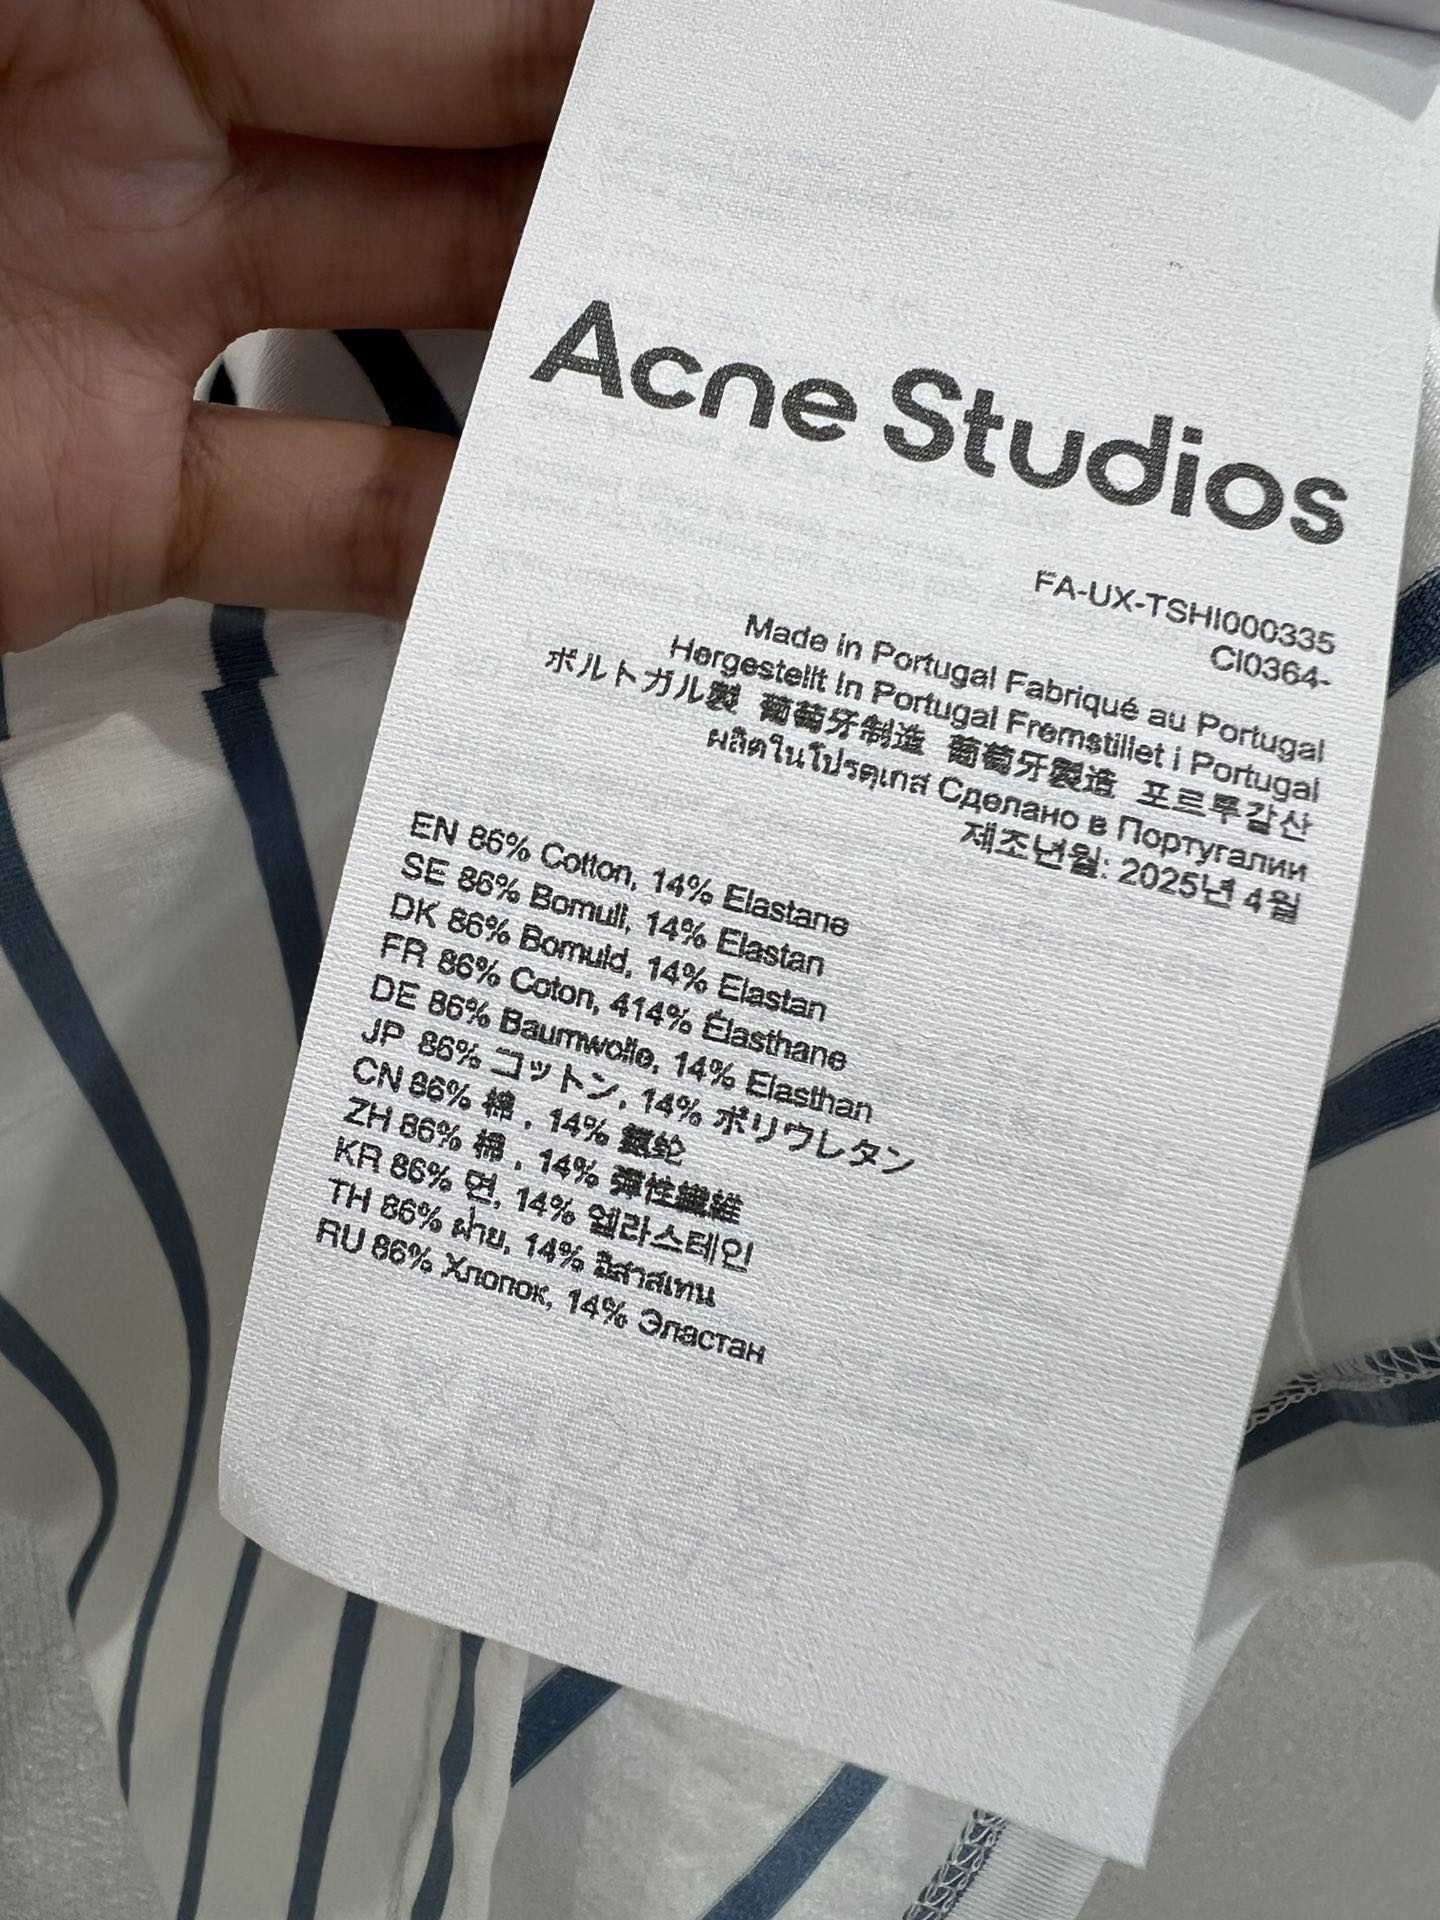 Acne Studios
FA-UX-TSHI000335
CI0364-
Made in Portugal Fabriqué au Portugal
Hergestellt in Portugal Fremstillet i Portugal
ポルトガル製 葡萄牙制造 葡萄牙製造 포르투갈산
ผลิตในโปรตุเกส Сделано в Португалии
제조년월: 2025년 4월
EN 86% Cotton, 14% Elastane
SE 86% Bomull, 14% Elastan
DK 86% Bomuld, 14% Elastan
FR 86% Coton, 414% Élasthane
DE 86% Baumwolle, 14% Elasthan
JP 86% コットン, 14% ポリウレタン
CN 86% 棉 , 14% 氨纶
ZH 86% 棉 , 14% 彈性纖維
KR 86% 면, 14% 엘라스테인
TH 86% ฝ้าย, 14% อีลาสเทน
RU 86% Хлопок, 14% Эластан